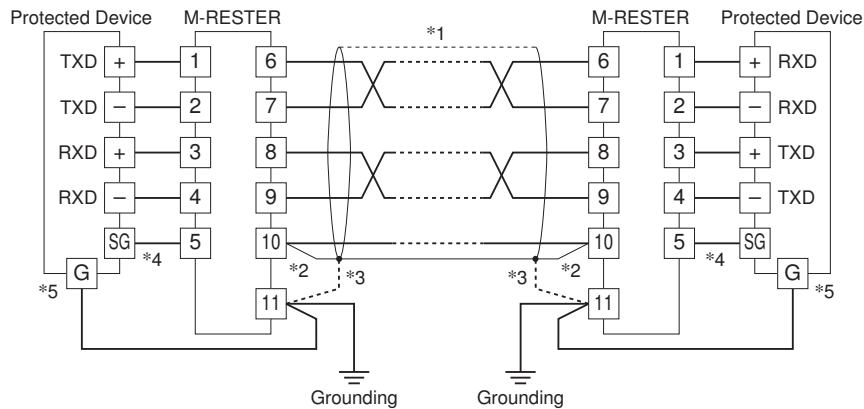 Protected Device M-RESTER *1 M-RESTER Protected Device
TXD + 1 6 6 1 + RXD
TXD – 2 7 7 2 – RXD
RXD + 3 8 8 3 + TXD
RXD – 4 9 9 4 – TXD
SG *4 5 10 10 5 *4 SG
*5 G *2 *3 *3 *2 G *5
11 11
Grounding Grounding